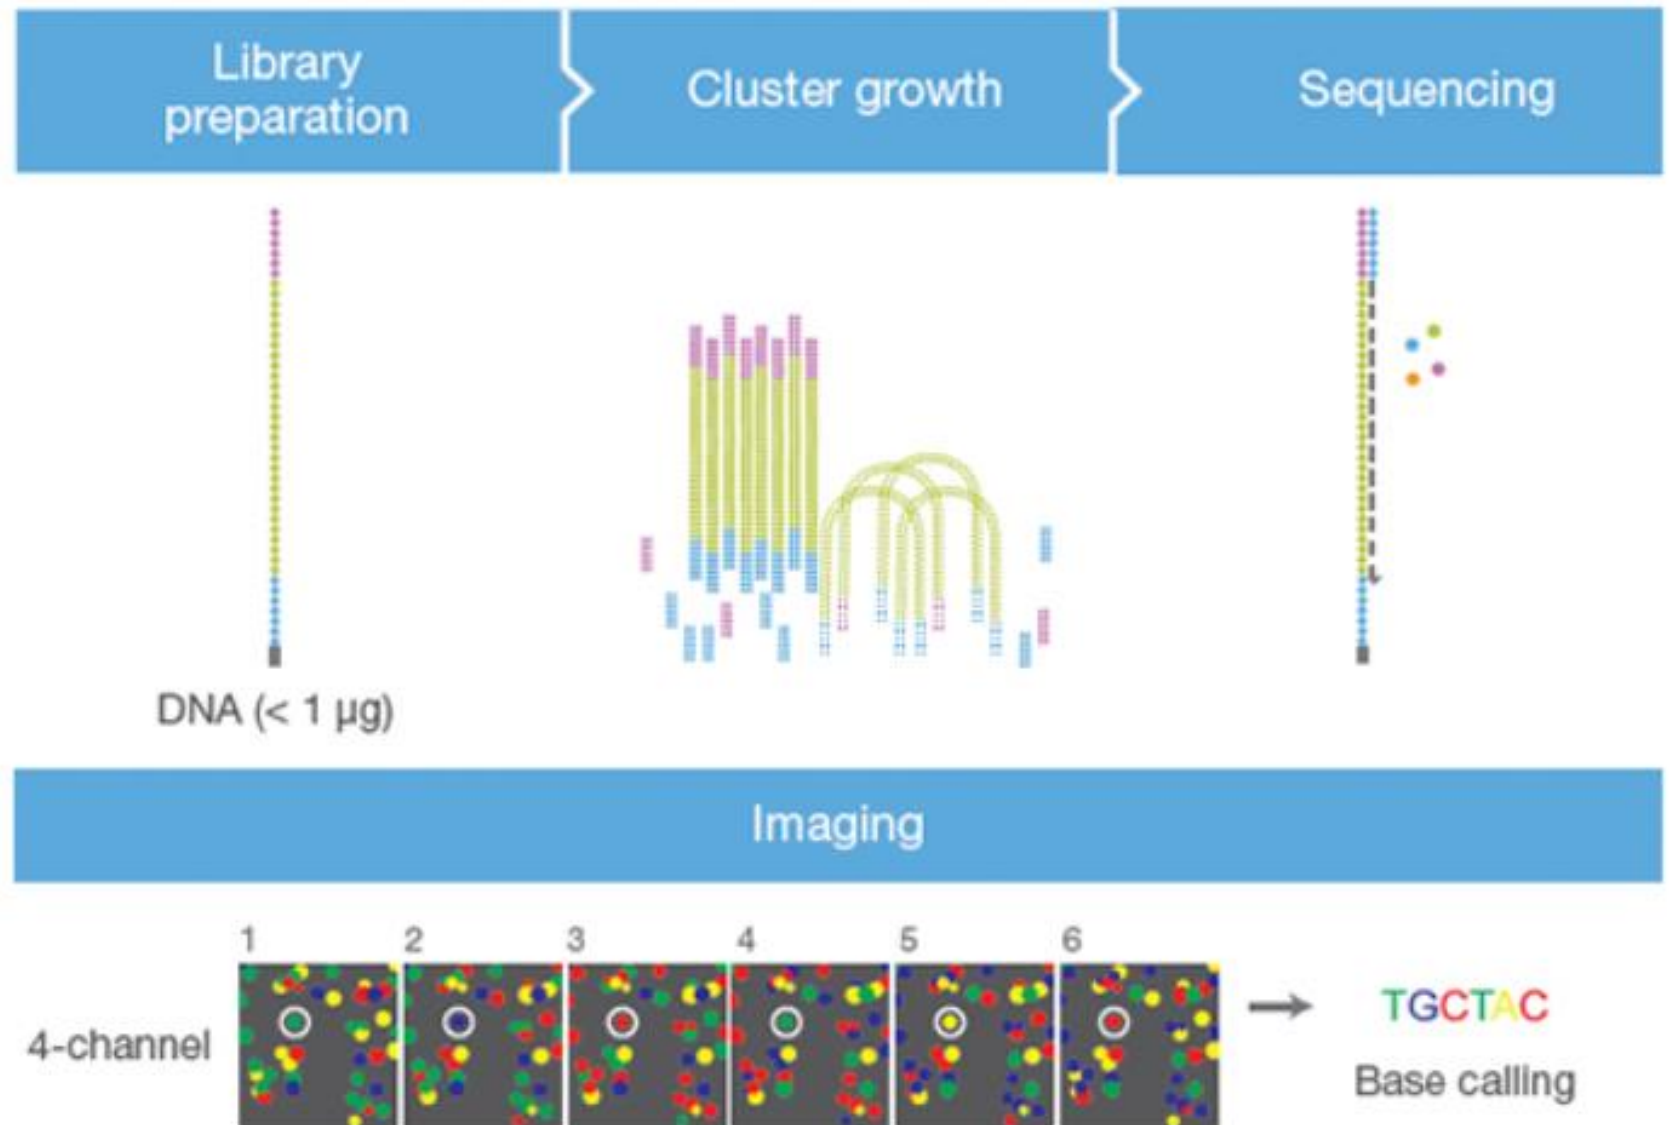 Library
preparation
Cluster growth
Sequencing
DNA (< 1 µg)
Imaging
1 2 3 4 5 6
4-channel
TGCTAC
Base calling